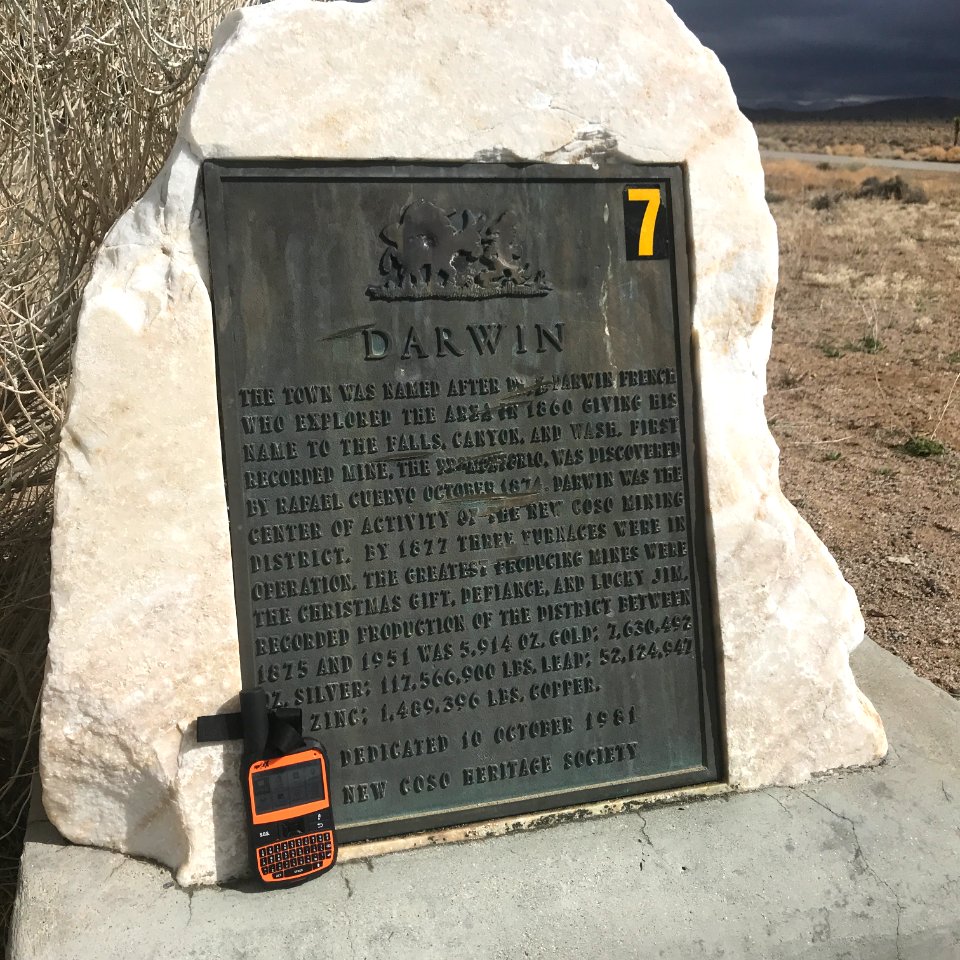 7
DARWIN
THE TOWN WAS NAMED AFTER DARWIN FRENCH
WHO EXPLORED THE AREA IN 1860 GIVING HIS
NAME TO THE FALLS, CANYON, AND WASH. FIRST
RECORDED MINE, THE WAS DISCOVERED
BY RAFAEL CUERVO OCTOBER 1874. DARWIN WAS THE
CENTER OF ACTIVITY OF THE NEW COSO MINING
DISTRICT. BY 1877 THREE FURNACES WERE IN
OPERATION. THE GREATEST PRODUCING MINES WERE
THE CHRISTMAS GIFT, DEFIANCE, AND LUCKY JIM.
RECORDED PRODUCTION OF THE DISTRICT BETWEEN
1875 AND 1951 WAS 5,914 OZ. GOLD; 7,630,492
OZ. SILVER; 117,566,900 LBS. LEAD; 52,124,947
ZINC; 1,489,396 LBS. COPPER.
DEDICATED 10 OCTOBER 1981
NEW COSO HERITAGE SOCIETY
S.O.S.